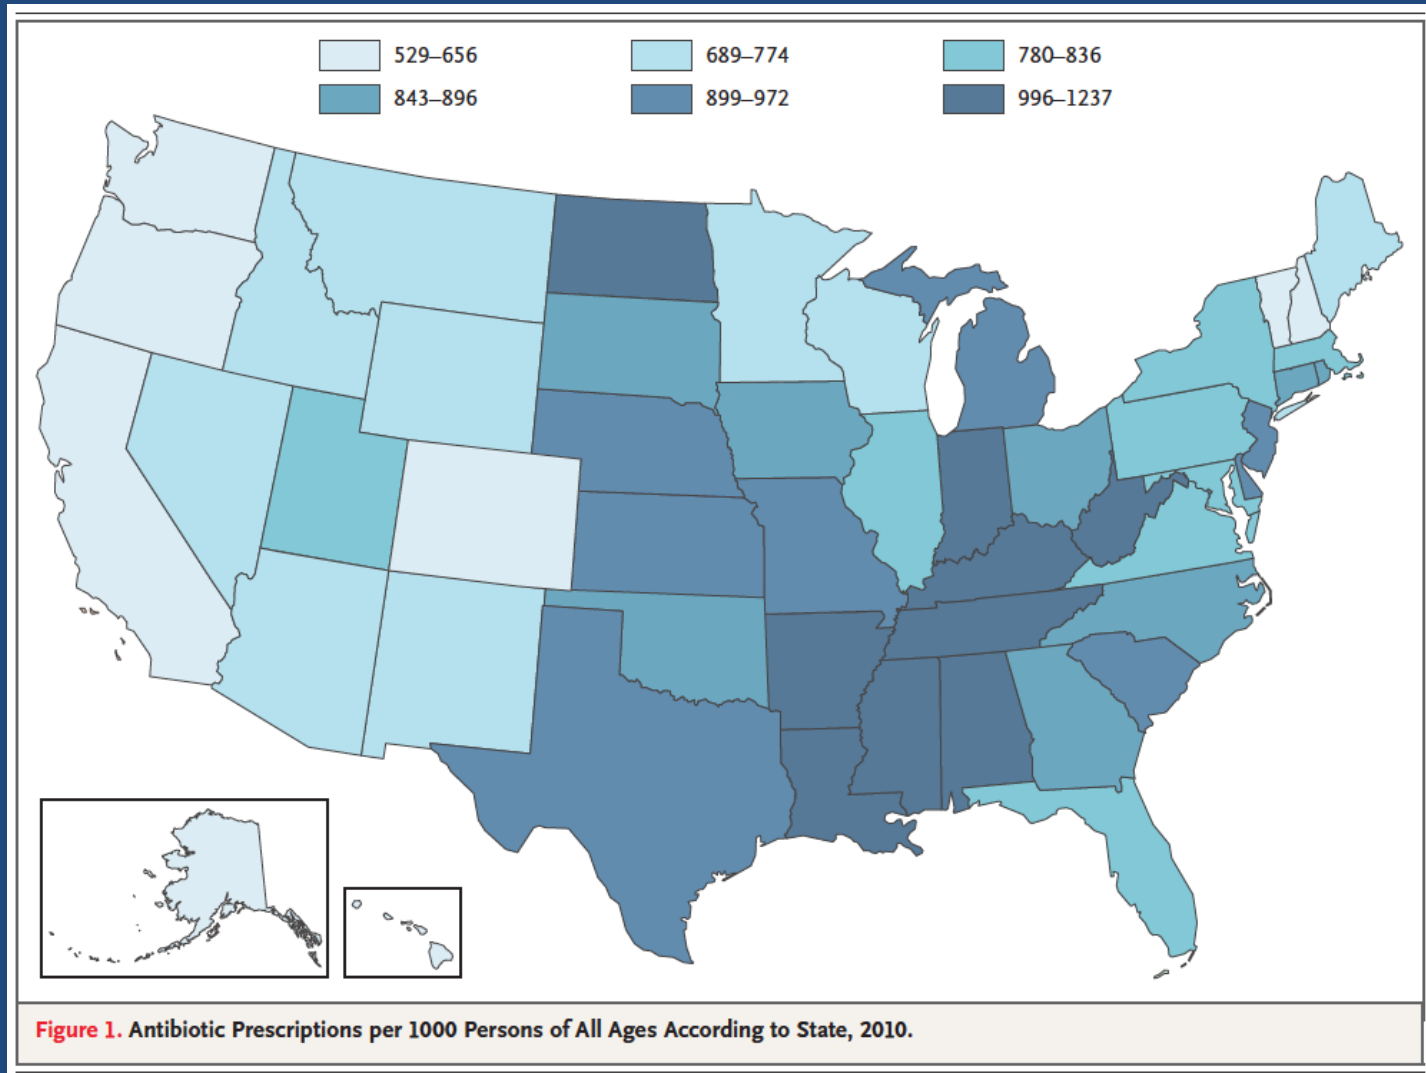 529–656 689–774 780–836
843–896 899–972 996–1237
Figure 1. Antibiotic Prescriptions per 1000 Persons of All Ages According to State, 2010.